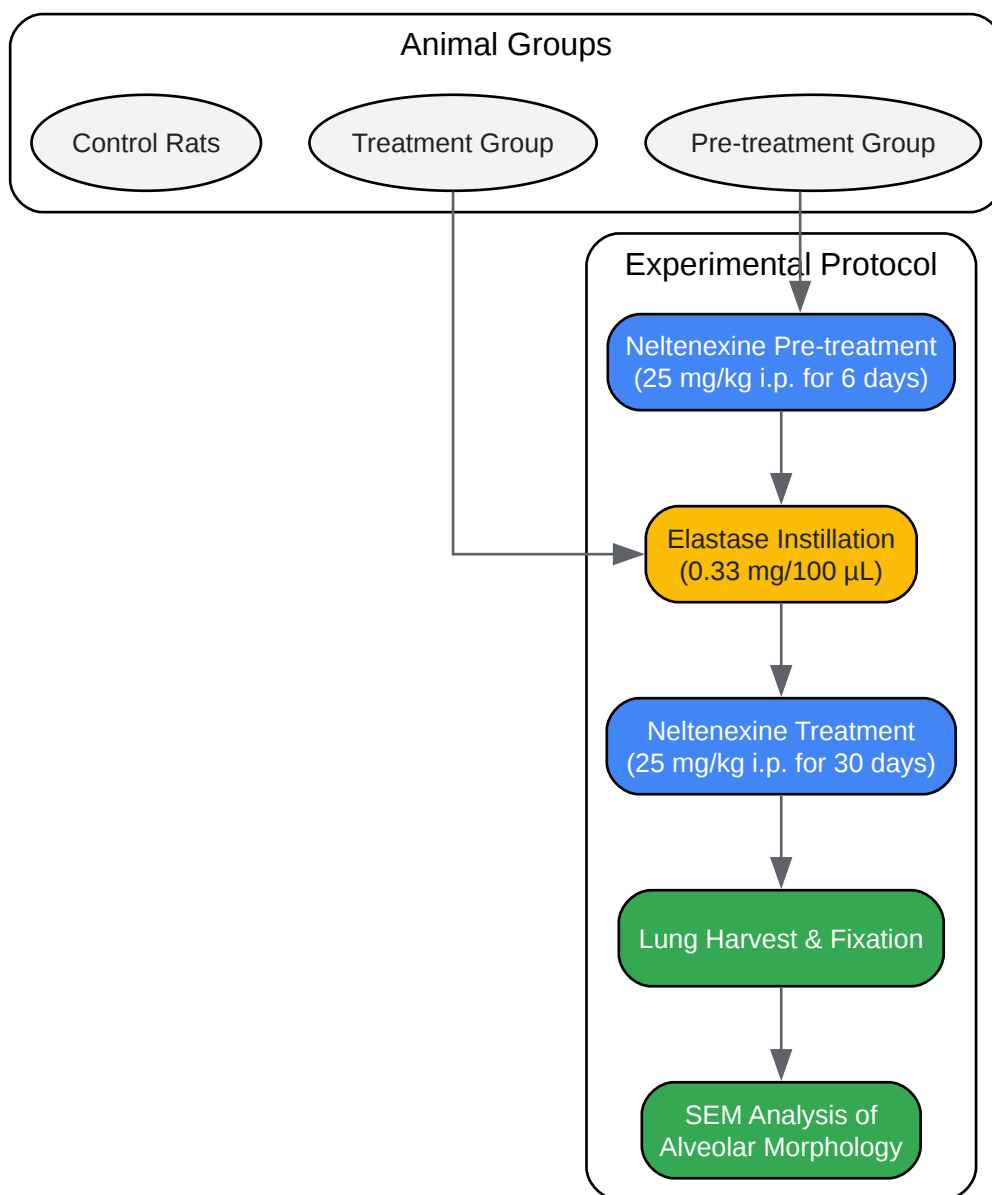 Animal Groups
Control Rats
Treatment Group
Pre-treatment Group
Experimental Protocol
Neltenexine Pre-treatment
(25 mg/kg i.p. for 6 days)
Elastase Instillation
(0.33 mg/100 µL)
Neltenexine Treatment
(25 mg/kg i.p. for 30 days)
Lung Harvest & Fixation
SEM Analysis of
Alveolar Morphology